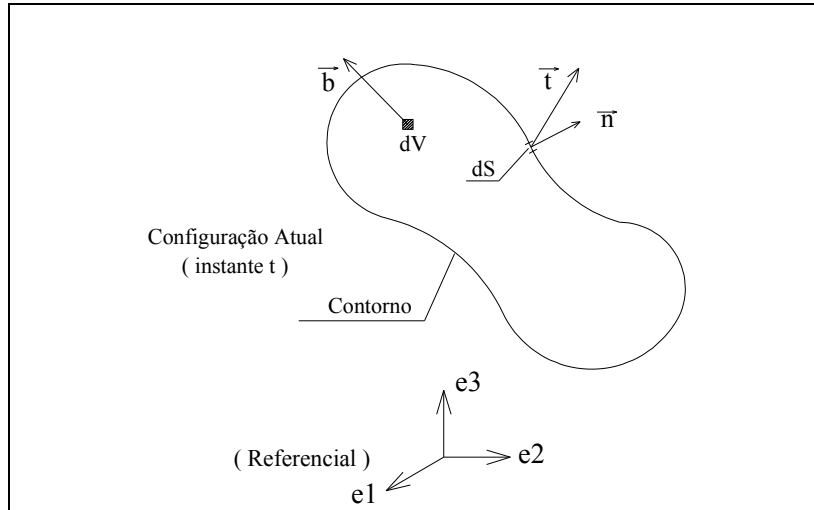 b
t
n
dV
dS
Configuração Atual
( instante t )
Contorno
e3
( Referencial )
e2
e1